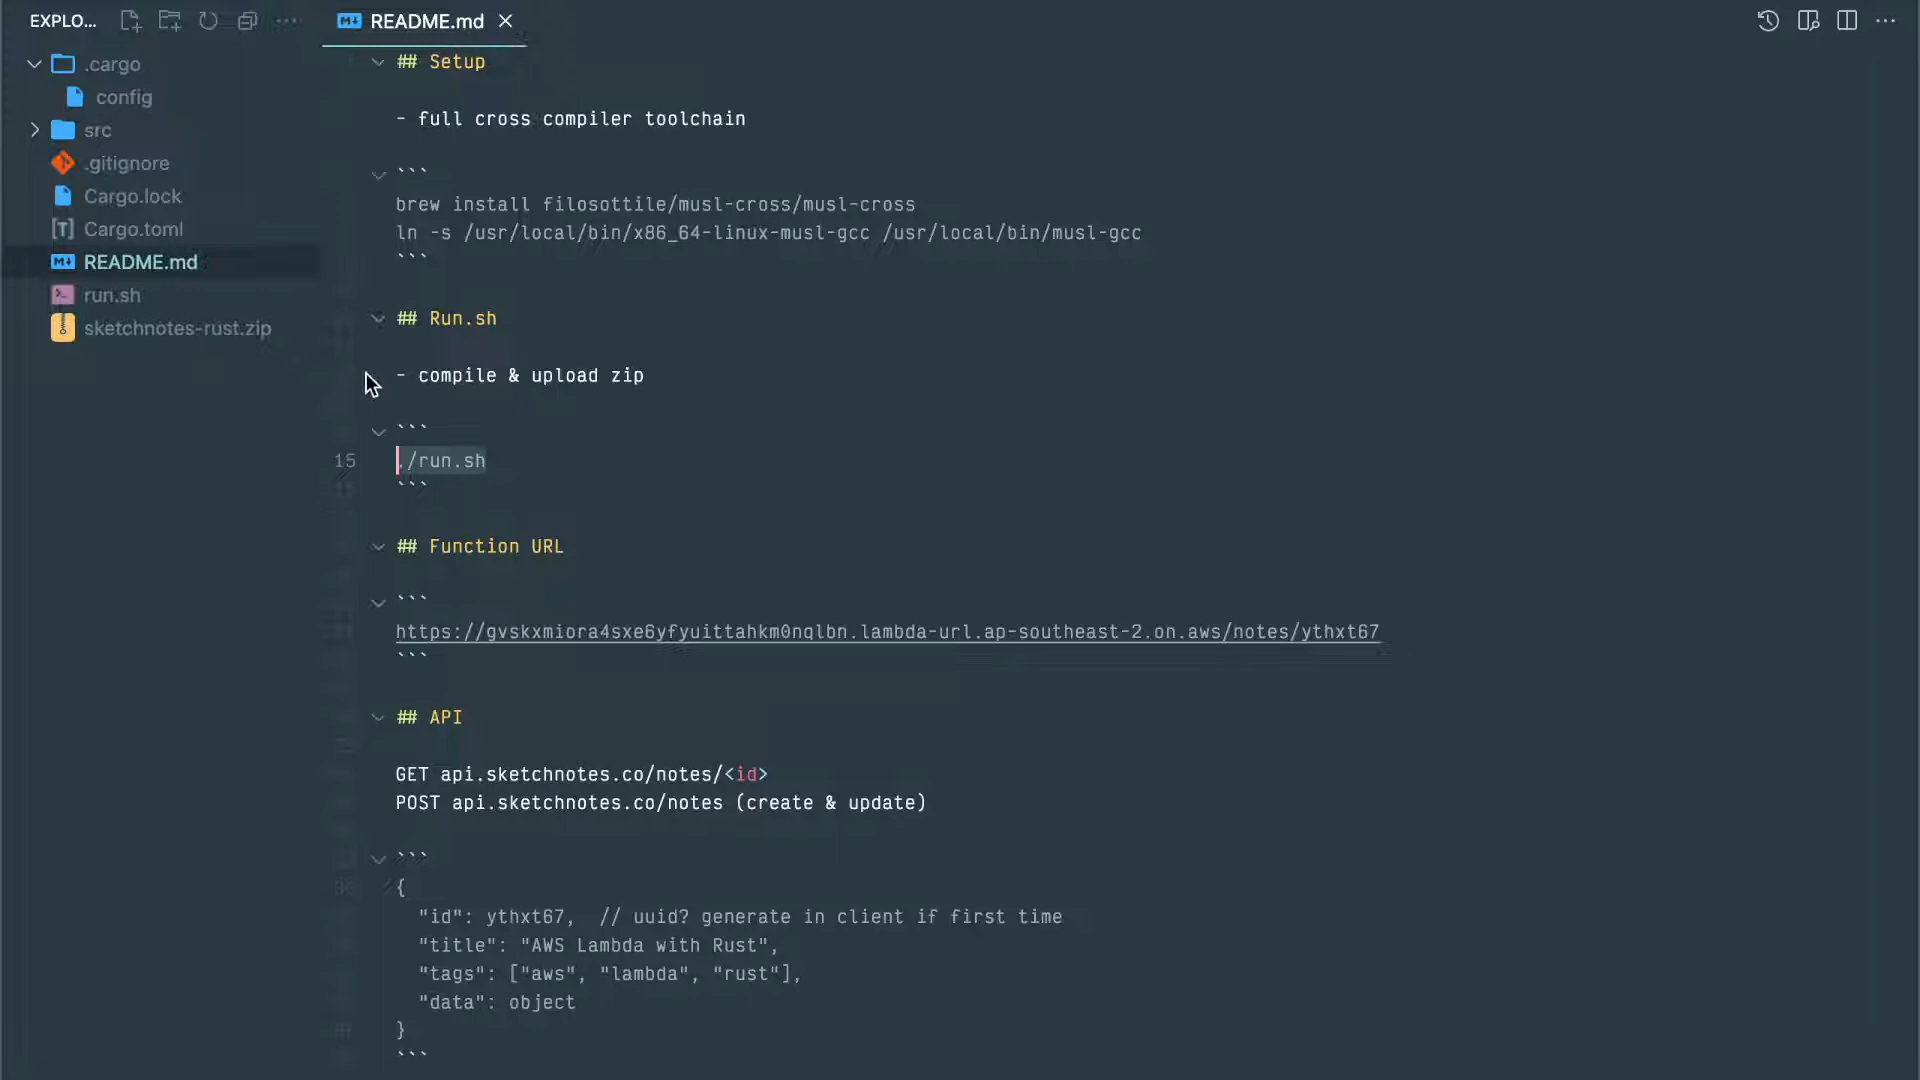 EXPLO...
.cargo
config
src
.gitignore
Cargo.lock
Cargo.toml
README.md
run.sh
sketchnotes-rust.zip
README.md
## Setup
- full cross compiler toolchain
```
brew install filosottile/musl-cross/musl-cross
ln -s /usr/local/bin/x86_64-linux-musl-gcc /usr/local/bin/musl-gcc
```
## Run.sh
- compile & upload zip
```
15 ./run.sh
```
## Function URL
```
https://gvskxmiora4sxe6yfyuittahkm0nqlbn.lambda-url.ap-southeast-2.on.aws/notes/ythxt67
```
## API
GET api.sketchnotes.co/notes/<id>
POST api.sketchnotes.co/notes (create & update)
```
{
"id": ythxt67,  // uuid? generate in client if first time
"title": "AWS Lambda with Rust",
"tags": ["aws", "lambda", "rust"],
"data": object
}
```